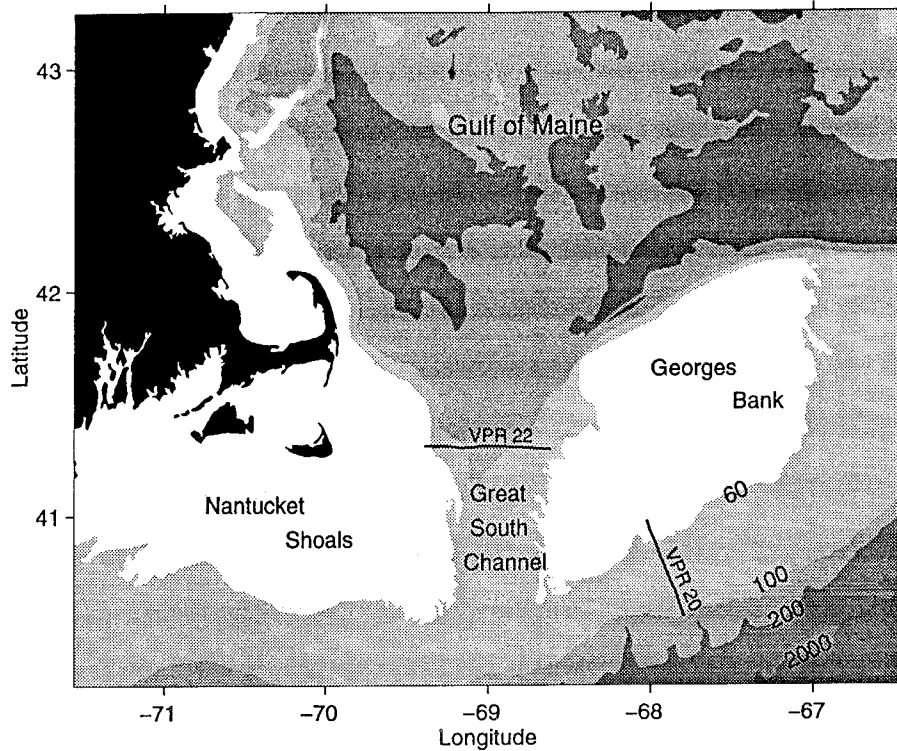 43
Gulf of Maine
42
Latitude
Georges
Bank
VPR 22
60
Great
South
Channel
Nantucket
Shoals
41
VPR 20
100
200
2000
−71
−70
−69
−68
−67
Longitude